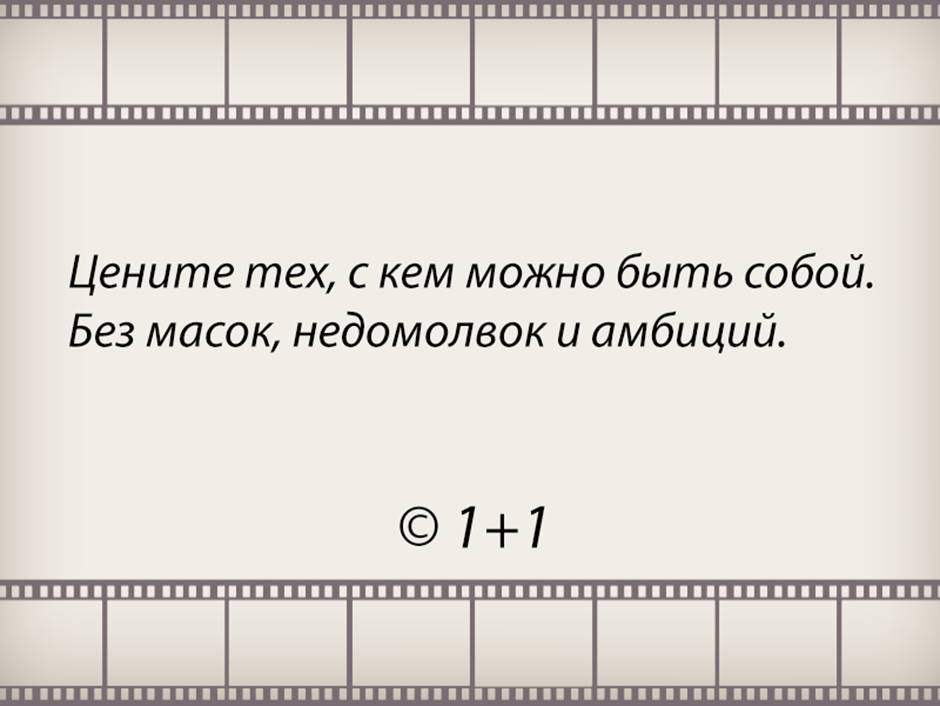 Цените тех, с кем можно быть собой.
Без масок, недомолвок и амбиций.
© 1+1